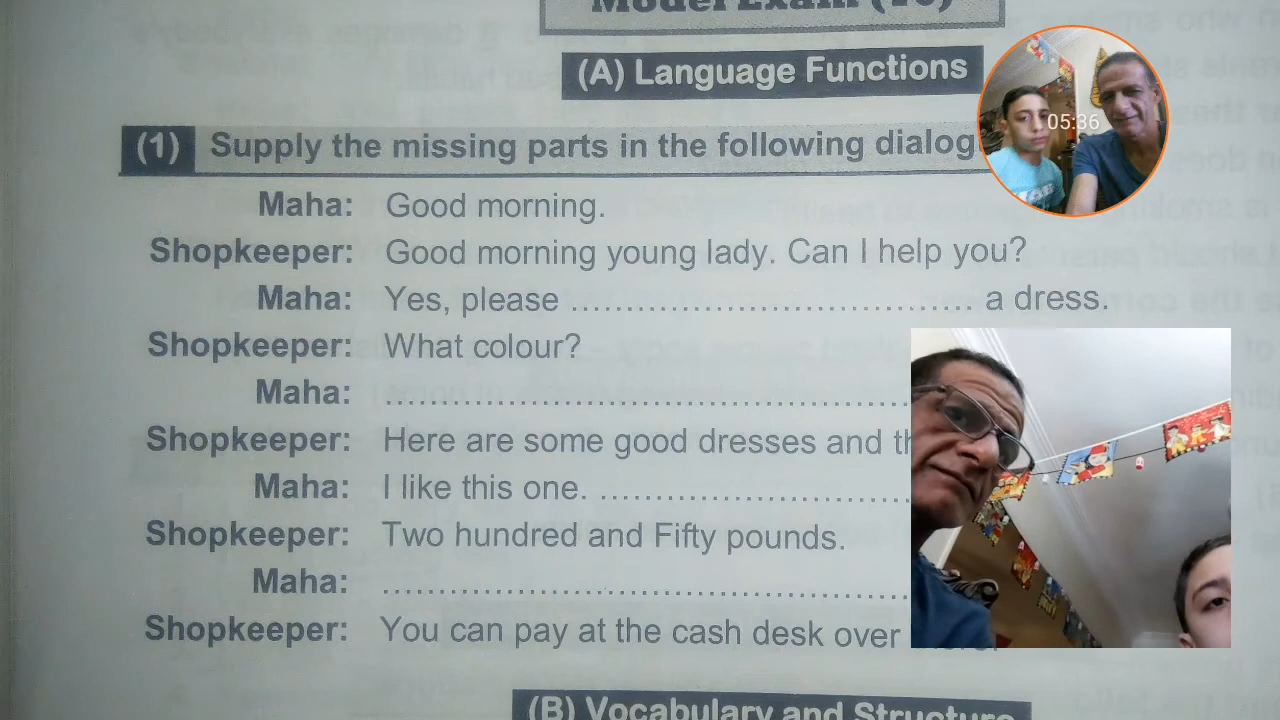 Model Exam (10)
(A) Language Functions
05:36
(1) Supply the missing parts in the following
Maha: Good morning.
Shopkeeper: Good morning young lady. Can I help you?
Maha: Yes, please ........................................ a dress.
Shopkeeper: What colour?
Maha: ........................................
Shopkeeper: Here are some good dresses and
Maha: I like this one. ........................................
Shopkeeper: Two hundred and Fifty pounds.
Maha: ........................................
Shopkeeper: You can pay at the cash desk over
(B) Vocabulary and Structure